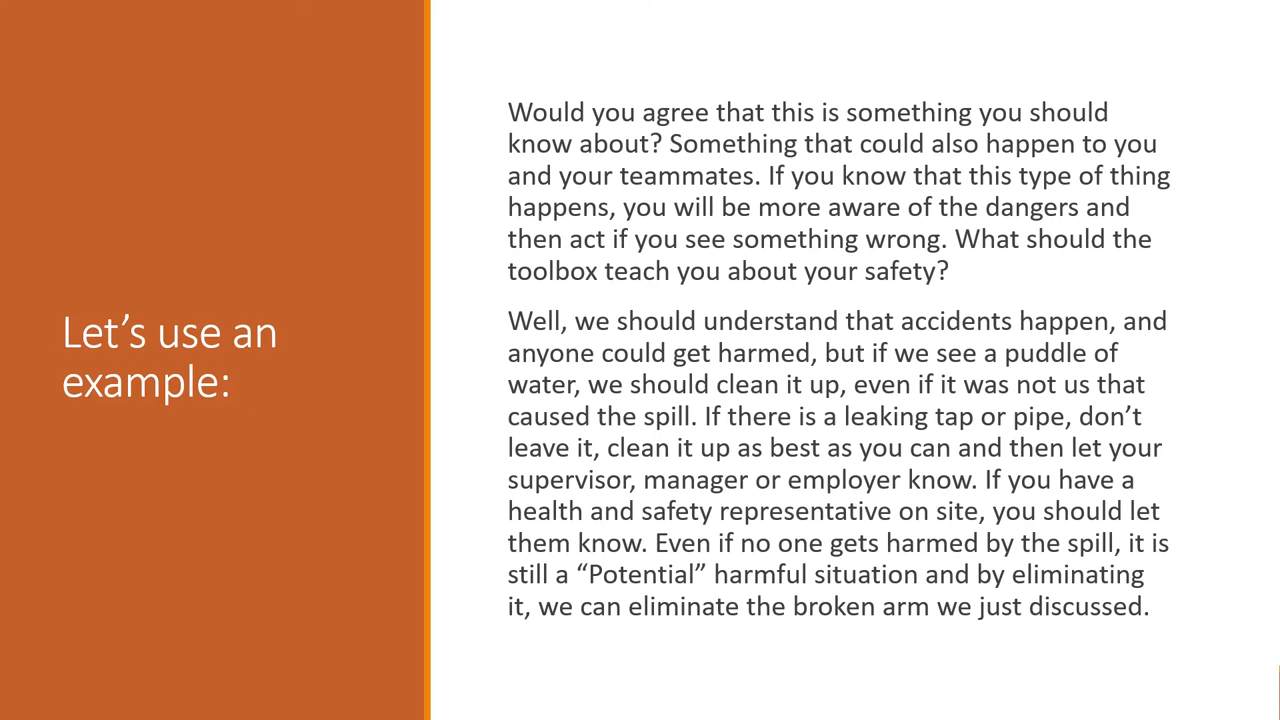 Let’s use an
example:
Would you agree that this is something you should
know about? Something that could also happen to you
and your teammates. If you know that this type of thing
happens, you will be more aware of the dangers and
then act if you see something wrong. What should the
toolbox teach you about your safety?
Well, we should understand that accidents happen, and
anyone could get harmed, but if we see a puddle of
water, we should clean it up, even if it was not us that
caused the spill. If there is a leaking tap or pipe, don’t
leave it, clean it up as best as you can and then let your
supervisor, manager or employer know. If you have a
health and safety representative on site, you should let
them know. Even if no one gets harmed by the spill, it is
still a “Potential” harmful situation and by eliminating
it, we can eliminate the broken arm we just discussed.